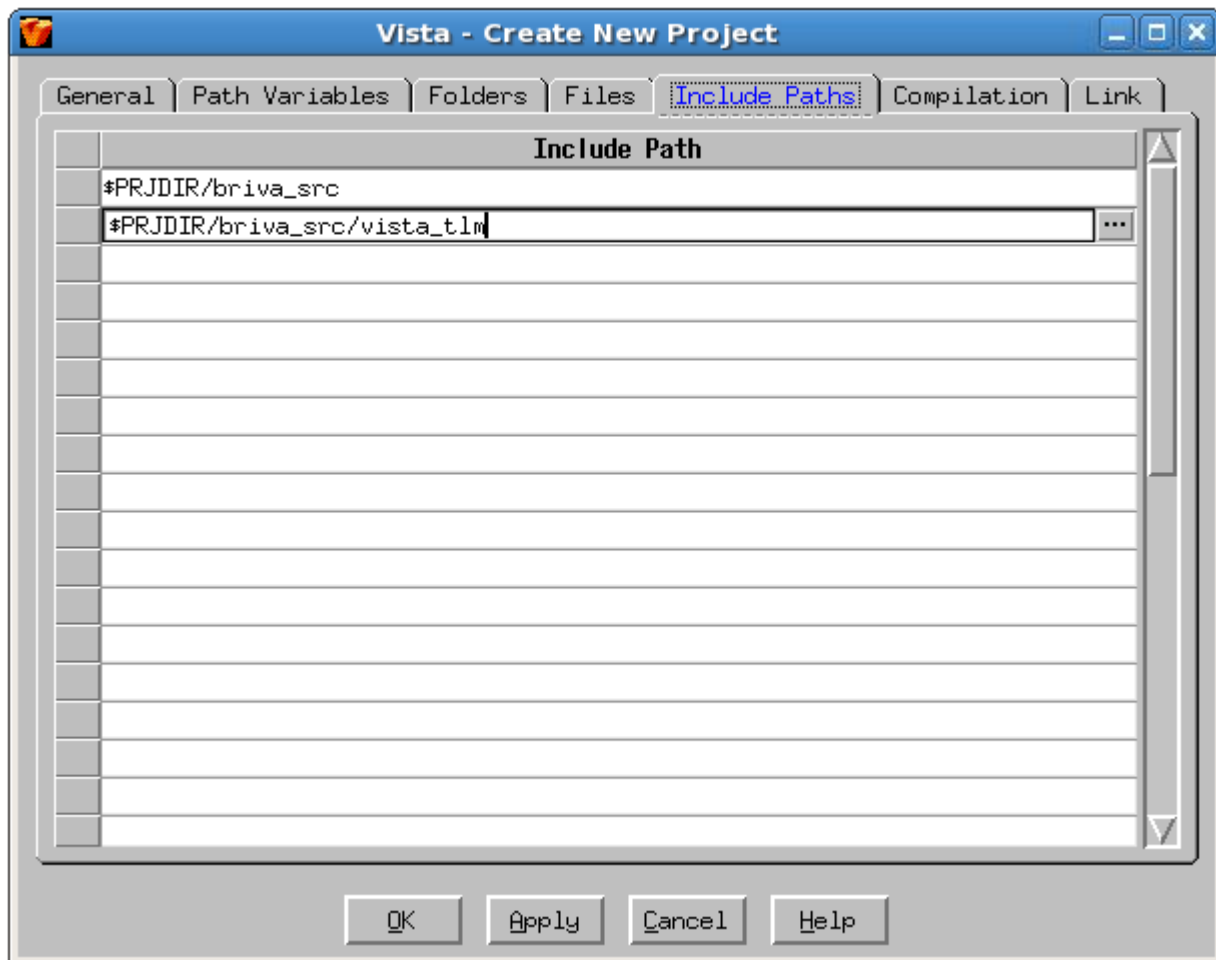 Vista - Create New Project
General Path Variables Folders Files Include Paths Compilation Link
Include Path
$PRJDIR/briva_src
$PRJDIR/briva_src/vista_tlm
...
OK Apply Cancel Help